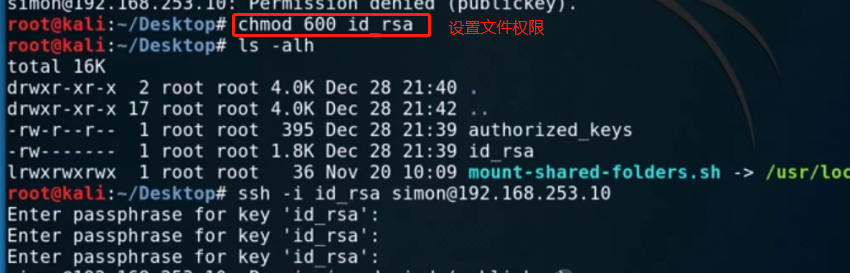 simon@192.168.253.10: Permission denied (publickey).
root@kali:~/Desktop# chmod 600 id_rsa 设置文件权限
root@kali:~/Desktop# ls -alh
total 16K
drwxr-xr-x  2 root root 4.0K Dec 28 21:40 .
drwxr-xr-x 17 root root 4.0K Dec 28 21:42 ..
-rw-r--r--  1 root root  395 Dec 28 21:39 authorized_keys
-rw-------  1 root root 1.8K Dec 28 21:39 id_rsa
lrwxrwxrwx  1 root root   36 Nov 20 10:09 mount-shared-folders.sh -> /usr/loc
root@kali:~/Desktop# ssh -i id_rsa simon@192.168.253.10
Enter passphrase for key 'id_rsa':
Enter passphrase for key 'id_rsa':
Enter passphrase for key 'id_rsa':